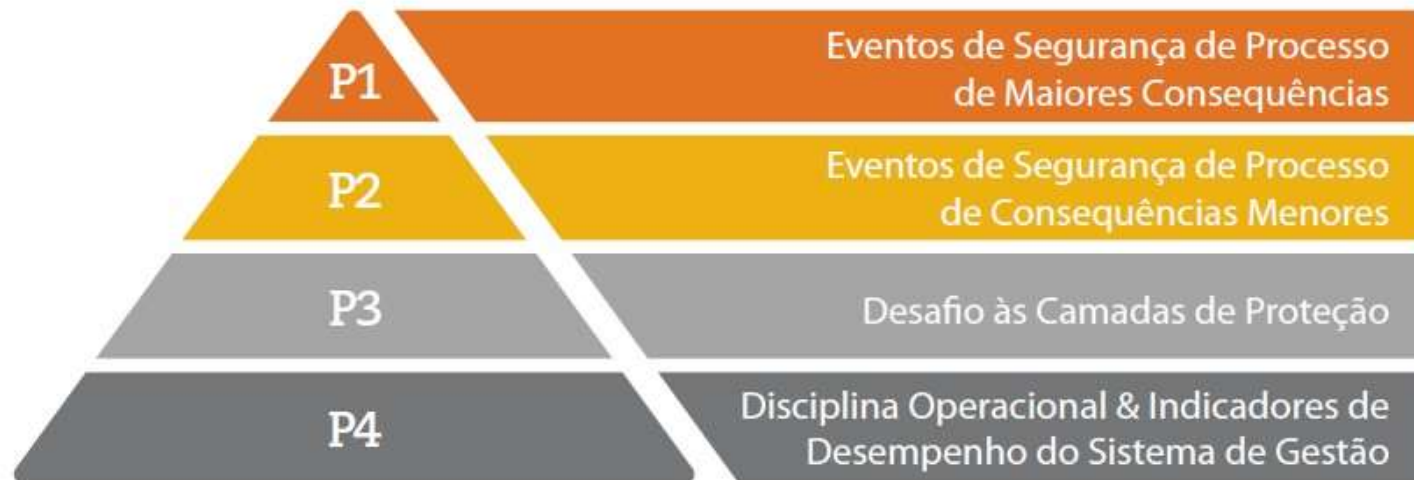 P1
Eventos de Segurança de Processo
de Maiores Consequências
P2
Eventos de Segurança de Processo
de Consequências Menores
P3
Desafio às Camadas de Proteção
P4
Disciplina Operacional & Indicadores de
Desempenho do Sistema de Gestão